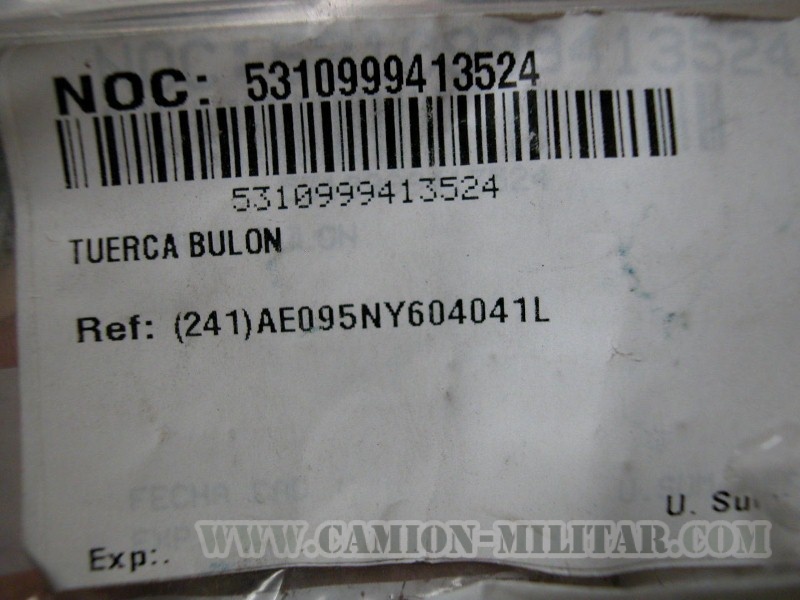 NOC: 5310999413524
5310999413524
TUERCA BULON
Ref: (241)AE095NY604041L
U. Su
WWW.CAMION-MILITAR.COM
Exp:.